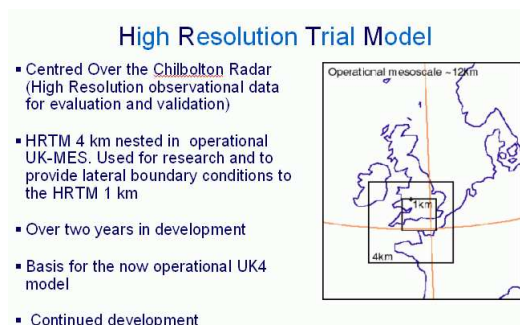 High Resolution Trial Model
▪ Centred Over the Chilbolton Radar
(High Resolution observational data
for evaluation and validation)
▪ HRTM 4 km nested in operational
UK-MES. Used for research and to
provide lateral boundary conditions to
the HRTM 1 km
▪ Over two years in development
▪ Basis for the now operational UK4
model
▪ Continued development
Operational mesoscale ~12Km
1Km
4km